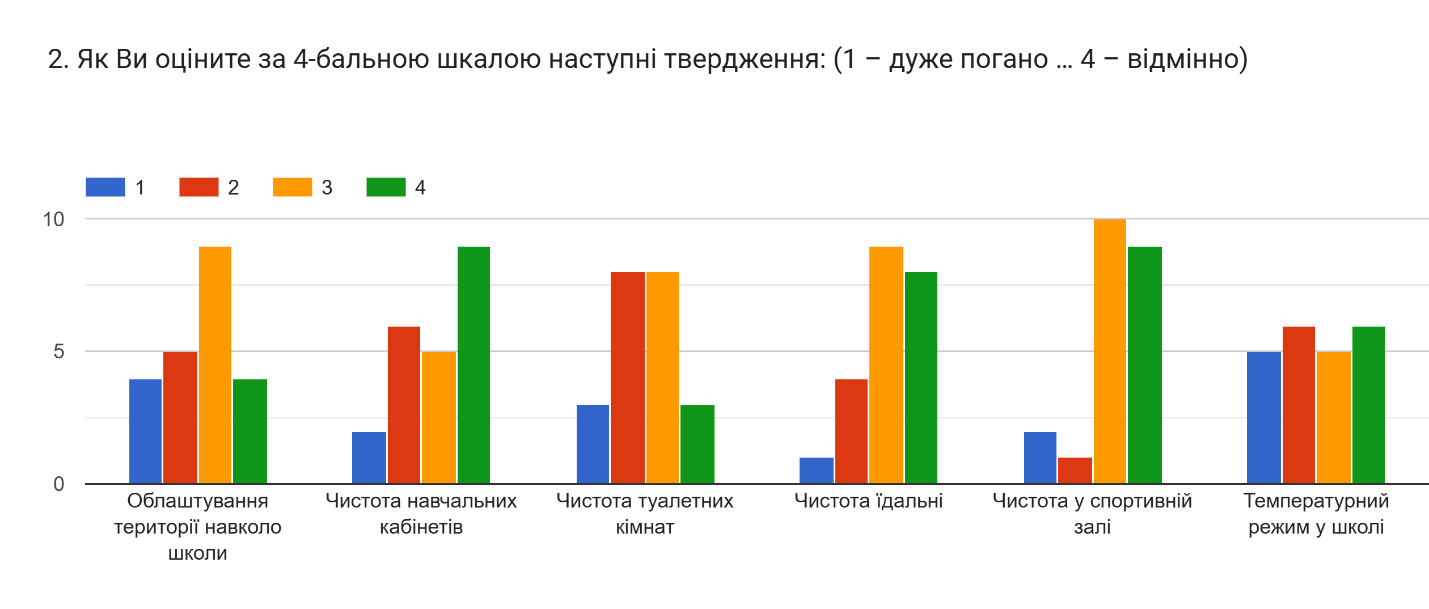 2. Як Ви оціните за 4-бальною шкалою наступні твердження: (1 – дуже погано ... 4 – відмінно)
1 2 3 4
10
5
0
Облаштування
території навколо
школи
Чистота навчальних
кабінетів
Чистота туалетних
кімнат
Чистота їдальні
Чистота у спортивній
залі
Температурний
режим у школі